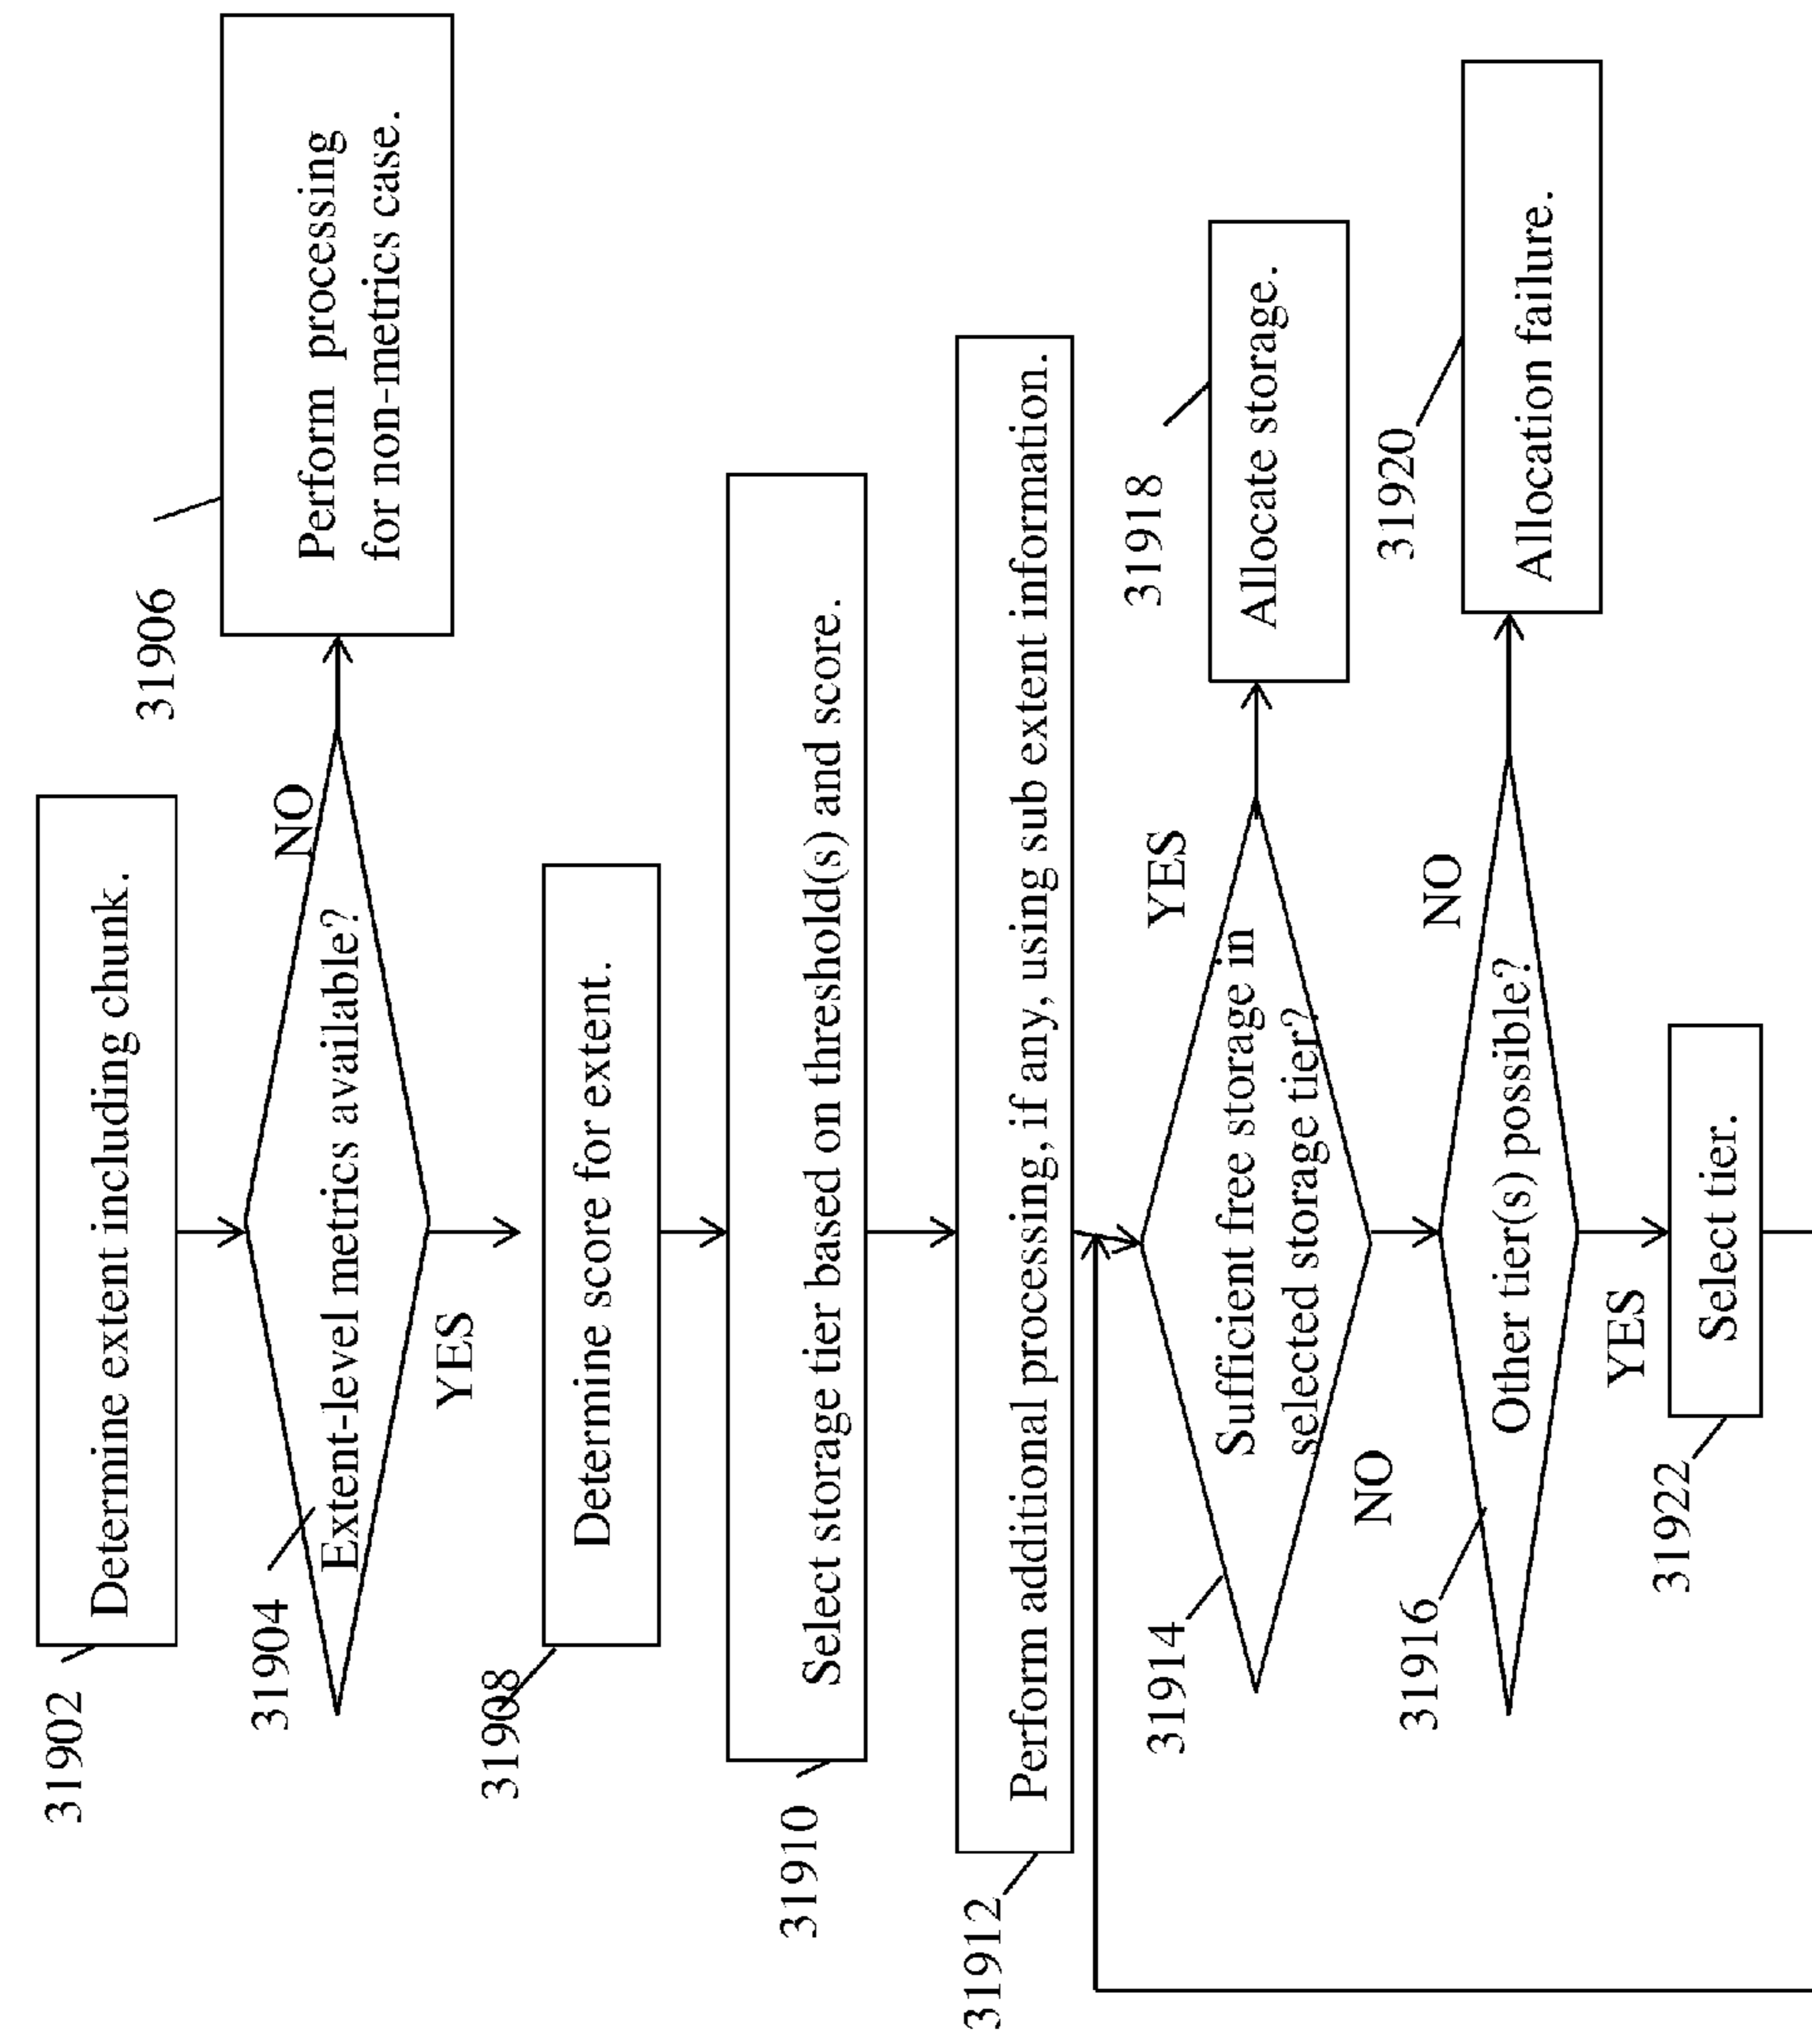 31902
Determine extent including chunk.
31904
Extent-level metrics available?
NO
31906
Perform processing
for non-metrics case.
YES
31908
Determine score for extent.
31910
Select storage tier based on threshold(s) and score.
31912
Perform additional processing, if any, using sub extent information.
31914
Sufficient free storage in
selected storage tier?
YES
31918
Allocate storage.
NO
31916
Other tier(s) possible?
NO
31920
Allocation failure.
YES
31922
Select tier.